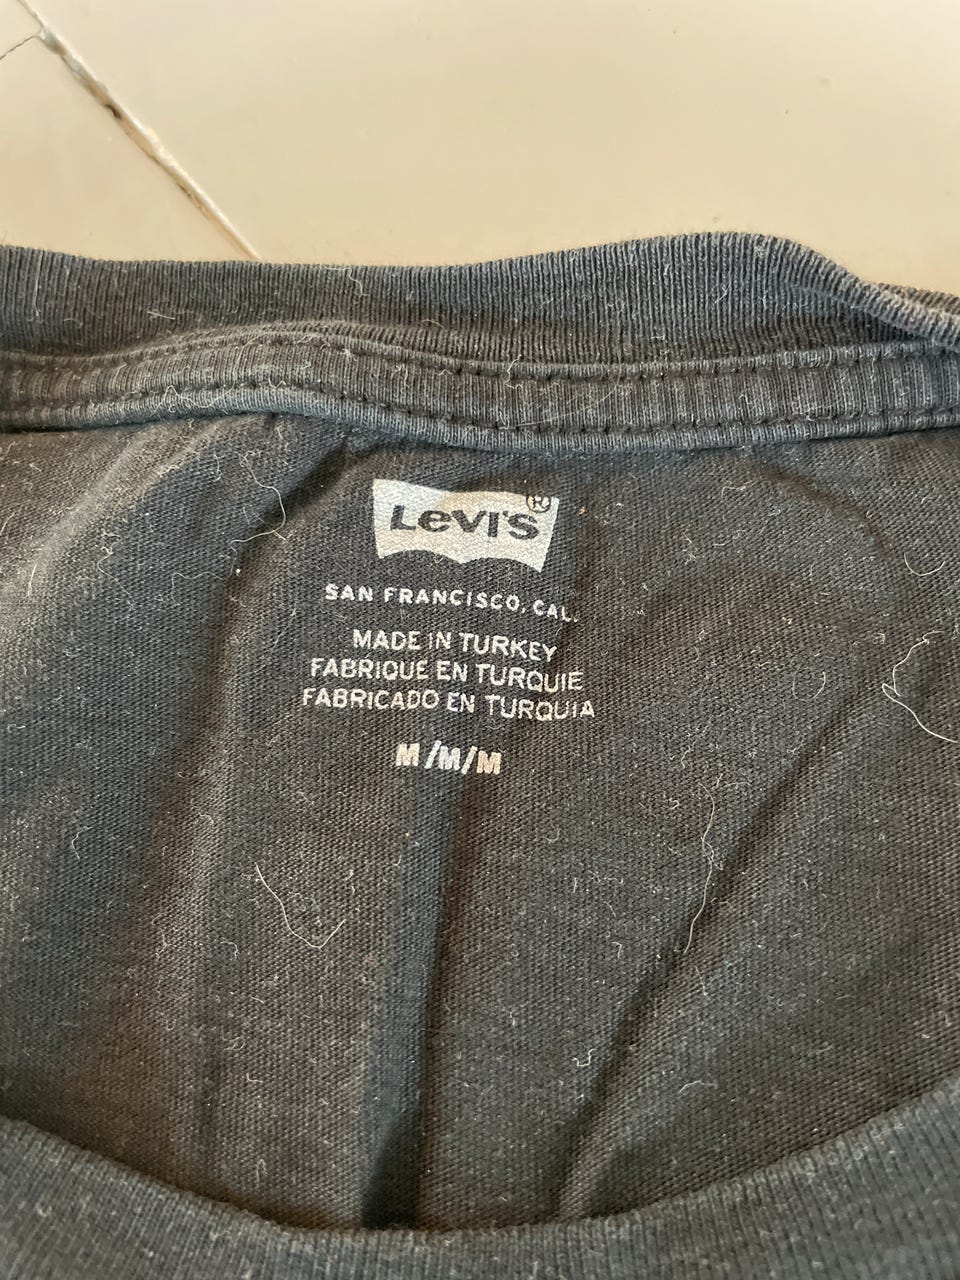 Levi's®
SAN FRANCISCO, CAL.
MADE IN TURKEY
FABRIQUE EN TURQUIE
FABRICADO EN TURQUIA
M/M/M